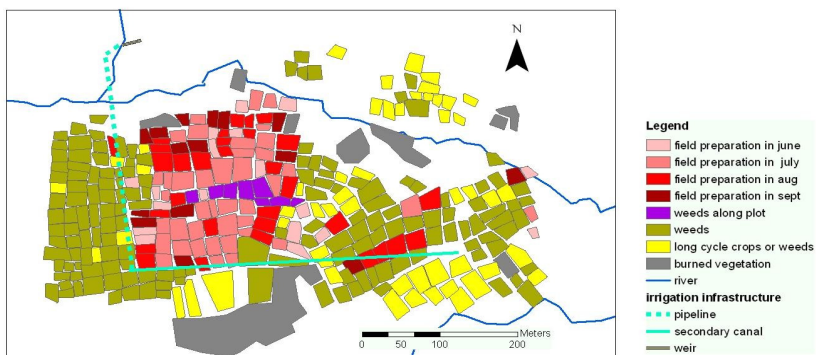 N
Legend
field preparation in june
field preparation in  july
field preparation in aug
field preparation in sept
weeds along plot
weeds
long cycle crops or weeds
burned vegetation
river
irrigation infrastructure
pipeline
secondary canal
weir
Meters
0 50 100 200